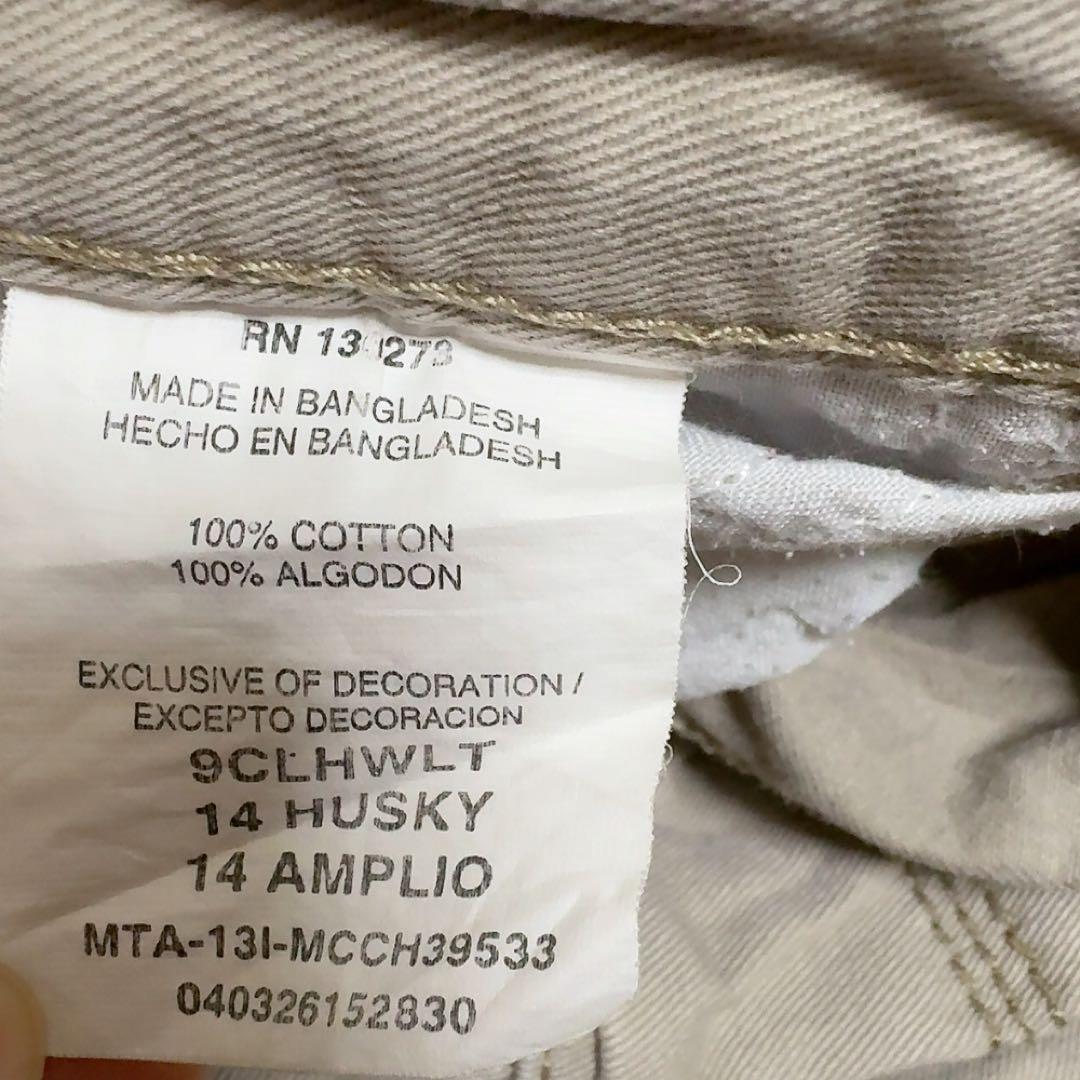 RN
MADE IN BANGLADESH
HECHO EN BANGLADESH
100% COTTON
100% ALGODON
EXCLUSIVE OF DECORATION /
EXCEPTO DECORACION
9CLHWLT
14 HUSKY
14 AMPLIO
MTA-13I-MCCH39533
040326152830